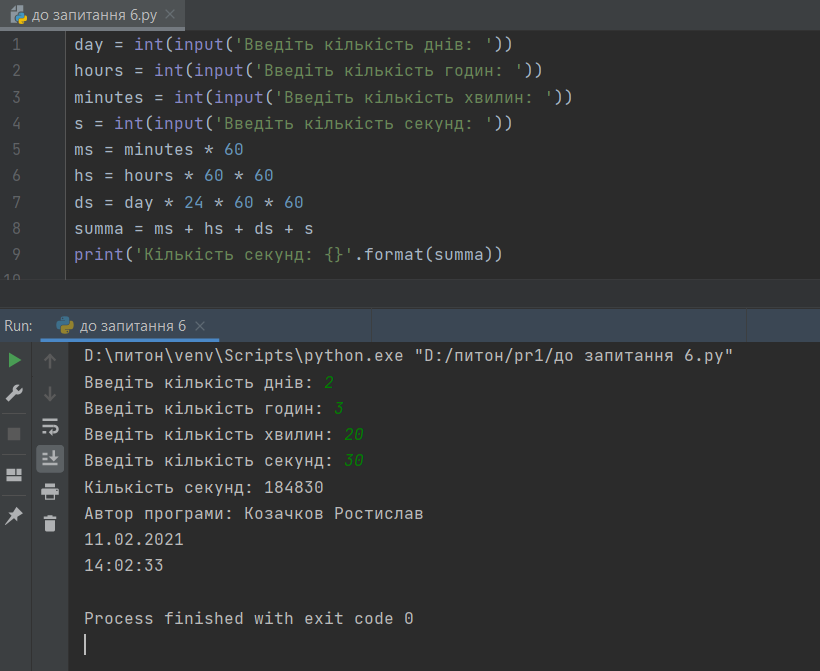 до запитання 6.py
1 day = int(input('Введіть кількість днів: '))
2 hours = int(input('Введіть кількість годин: '))
3 minutes = int(input('Введіть кількість хвилин: '))
4 s = int(input('Введіть кількість секунд: '))
5 ms = minutes * 60
6 hs = hours * 60 * 60
7 ds = day * 24 * 60 * 60
8 summa = ms + hs + ds + s
9 print('Кількість секунд: {}'.format(summa))
10
Run: до запитання 6
D:\питон\venv\Scripts\python.exe "D:/питон/pr1/до запитання 6.py"
Введіть кількість днів: 2
Введіть кількість годин: 3
Введіть кількість хвилин: 20
Введіть кількість секунд: 30
Кількість секунд: 184830
Автор програми: Козачков Ростислав
11.02.2021
14:02:33
Process finished with exit code 0